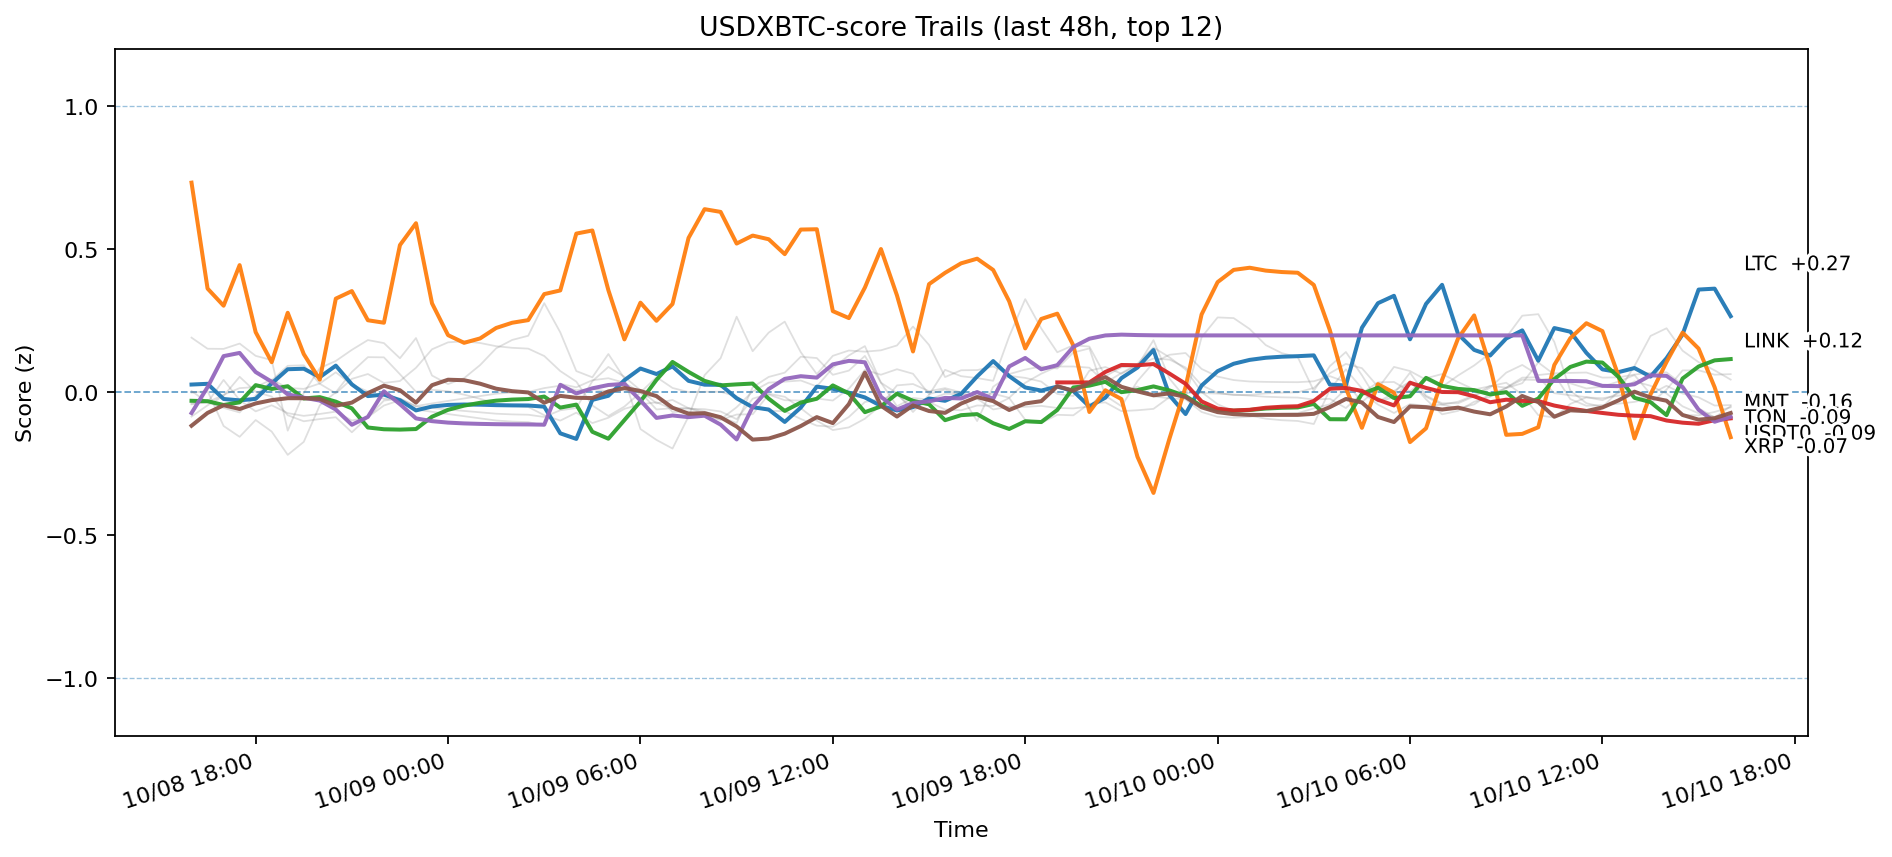 USDXBTC-score Trails (last 48h, top 12)
Score (z)
1.0
0.5
0.0
−0.5
−1.0
LTC +0.27
LINK +0.12
MNT -0.16
TON -0.09
USDT0 -0.09
XRP -0.07
10/08 18:00
10/09 00:00
10/09 06:00
10/09 12:00
10/09 18:00
10/10 00:00
10/10 06:00
10/10 12:00
10/10 18:00
Time